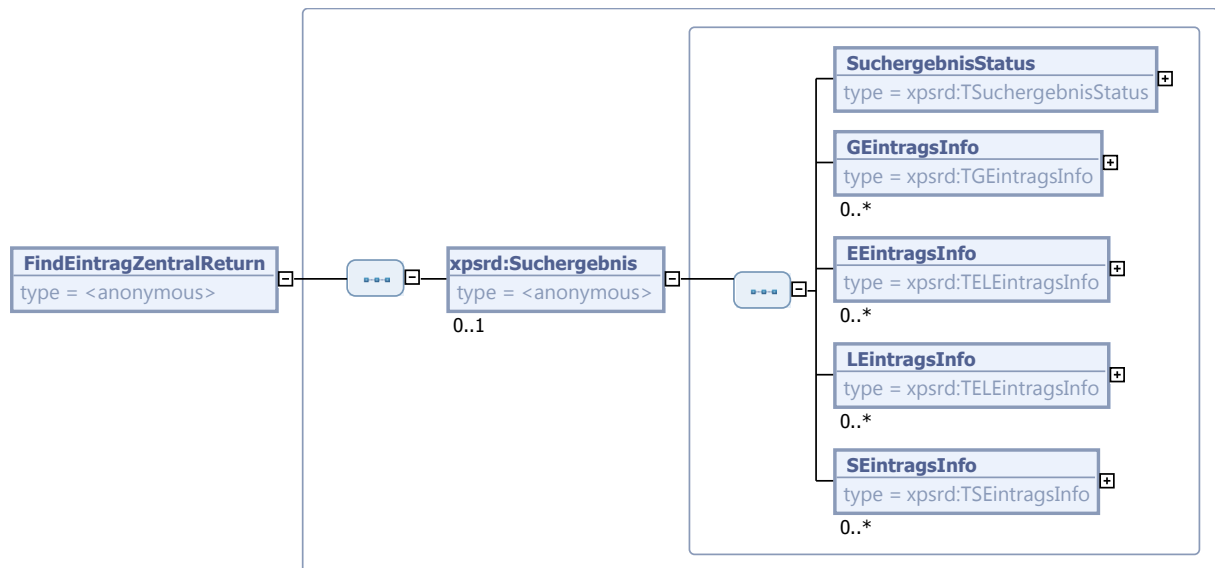 FindEintragZentralReturn
type = <anonymous>
xpsrd:Suchergebnis
type = <anonymous>
0..1
SuchergebnisStatus
type = xpsrd:TSuchergebnisStatus
GEintragsInfo
type = xpsrd:TGEintragsInfo
0..*
EEintragsInfo
type = xpsrd:TELEintragsInfo
0..*
LEintragsInfo
type = xpsrd:TELEintragsInfo
0..*
SEintragsInfo
type = xpsrd:TSEintragsInfo
0..*